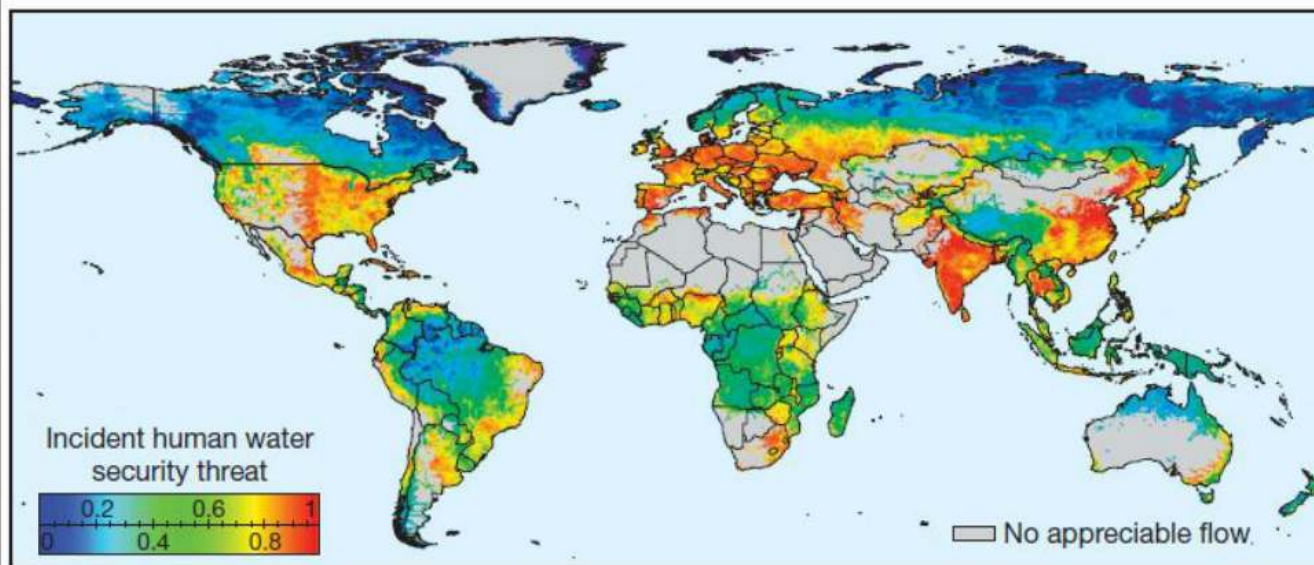 Incident human water
security threat
0.2 0.6 1
0 0.4 0.8
No appreciable flow